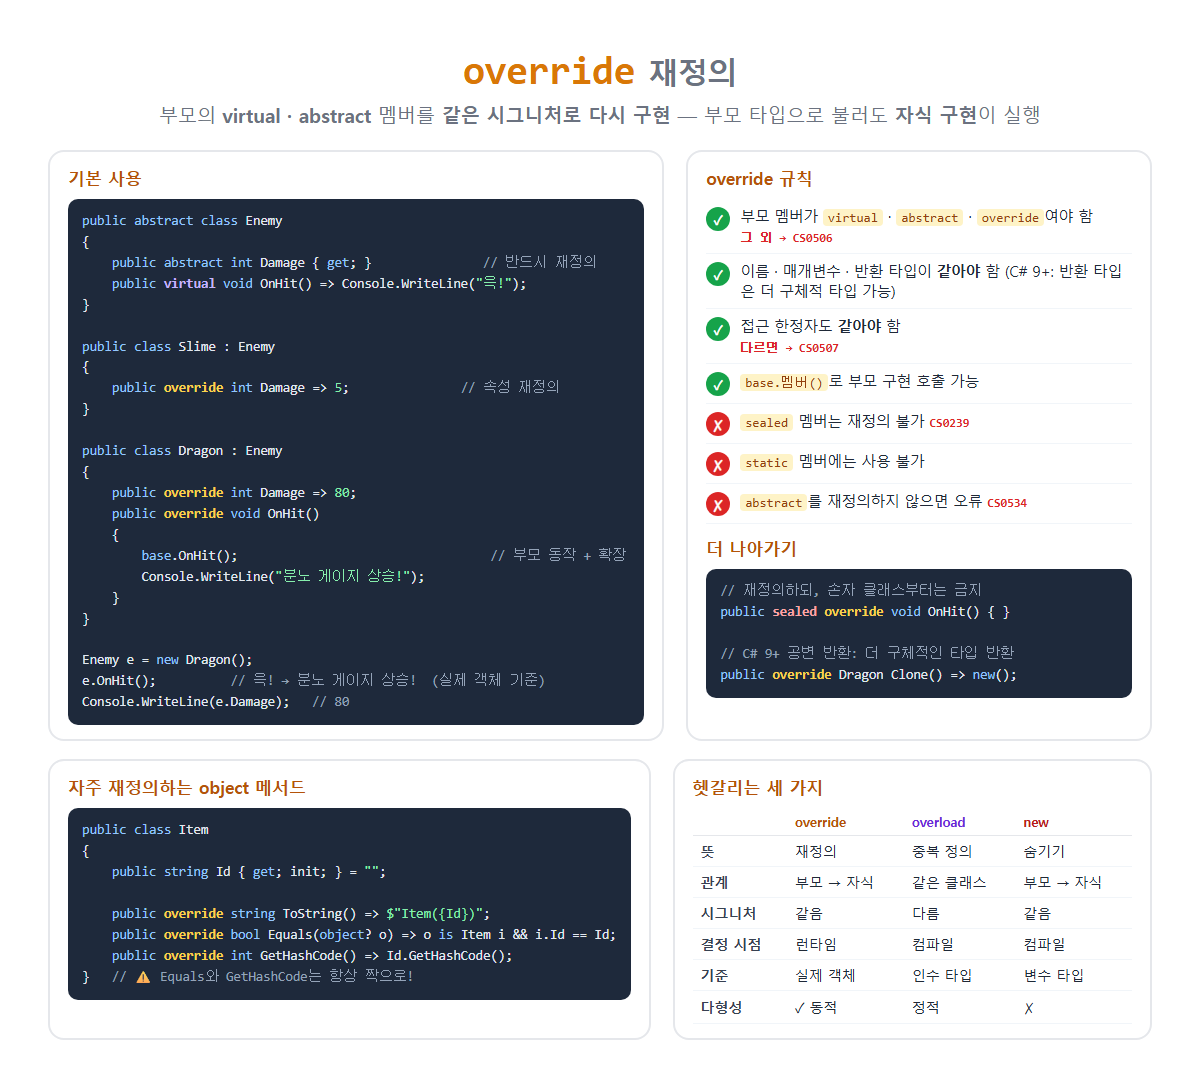 override 재정의
부모의 virtual · abstract 멤버를 같은 시그니처로 다시 구현 — 부모 타입으로 불러도 자식 구현이 실행
기본 사용
public abstract class Enemy
{
    public abstract int Damage { get; }               // 반드시 재정의
    public virtual void OnHit() => Console.WriteLine("윽!");
}

public class Slime : Enemy
{
    public override int Damage => 5;               // 속성 재정의
}

public class Dragon : Enemy
{
    public override int Damage => 80;
    public override void OnHit()
    {
        base.OnHit();                                  // 부모 동작 + 확장
        Console.WriteLine("분노 게이지 상승!");
    }
}

Enemy e = new Dragon();
e.OnHit();          // 윽! → 분노 게이지 상승!  (실제 객체 기준)
Console.WriteLine(e.Damage);   // 80
override 규칙
✓ 부모 멤버가 virtual · abstract · override여야 함
그 외 → CS0506
✓ 이름 · 매개변수 · 반환 타입이 같아야 함 (C# 9+: 반환 타입
은 더 구체적 타입 가능)
✓ 접근 한정자도 같아야 함
다르면 → CS0507
✓ base.멤버()로 부모 구현 호출 가능
✗ sealed 멤버는 재정의 불가 CS0239
✗ static 멤버에는 사용 불가
✗ abstract를 재정의하지 않으면 오류 CS0534
더 나아가기
// 재정의하되, 손자 클래스부터는 금지
public sealed override void OnHit() { }

// C# 9+ 공변 반환: 더 구체적인 타입 반환
public override Dragon Clone() => new();
자주 재정의하는 object 메서드
public class Item
{
    public string Id { get; init; } = "";

    public override string ToString() => $"Item({Id})";
    public override bool Equals(object? o) => o is Item i && i.Id == Id;
    public override int GetHashCode() => Id.GetHashCode();
}   // ⚠ Equals와 GetHashCode는 항상 짝으로!
헷갈리는 세 가지
override overload new
뜻 재정의 중복 정의 숨기기
관계 부모 → 자식 같은 클래스 부모 → 자식
시그니처 같음 다름 같음
결정 시점 런타임 컴파일 컴파일
기준 실제 객체 인수 타입 변수 타입
다형성 ✓ 동적 정적 ✗